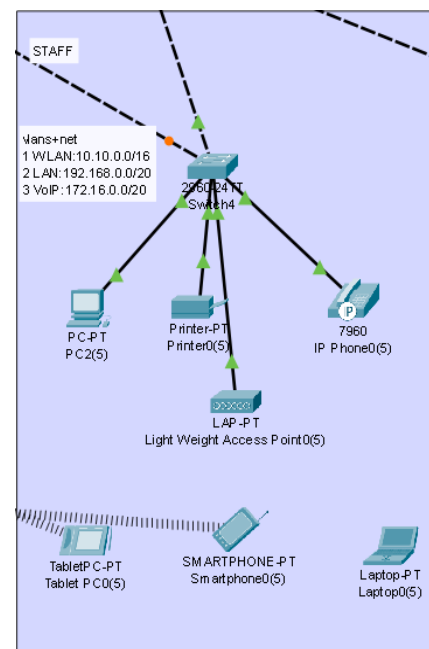 STAFF
vlans+net
1 WLAN:10.10.0.0/16
2 LAN:192.168.0.0/20
3 VoIP:172.16.0.0/20
2960-24TT
Switch4
PC-PT
PC2(5)
Printer-PT
Printer0(5)
IP
7960
IP Phone0(5)
LAP-PT
Light Weight Access Point0(5)
TabletPC-PT
Tablet PC0(5)
SMARTPHONE-PT
Smartphone0(5)
Laptop-PT
Laptop0(5)